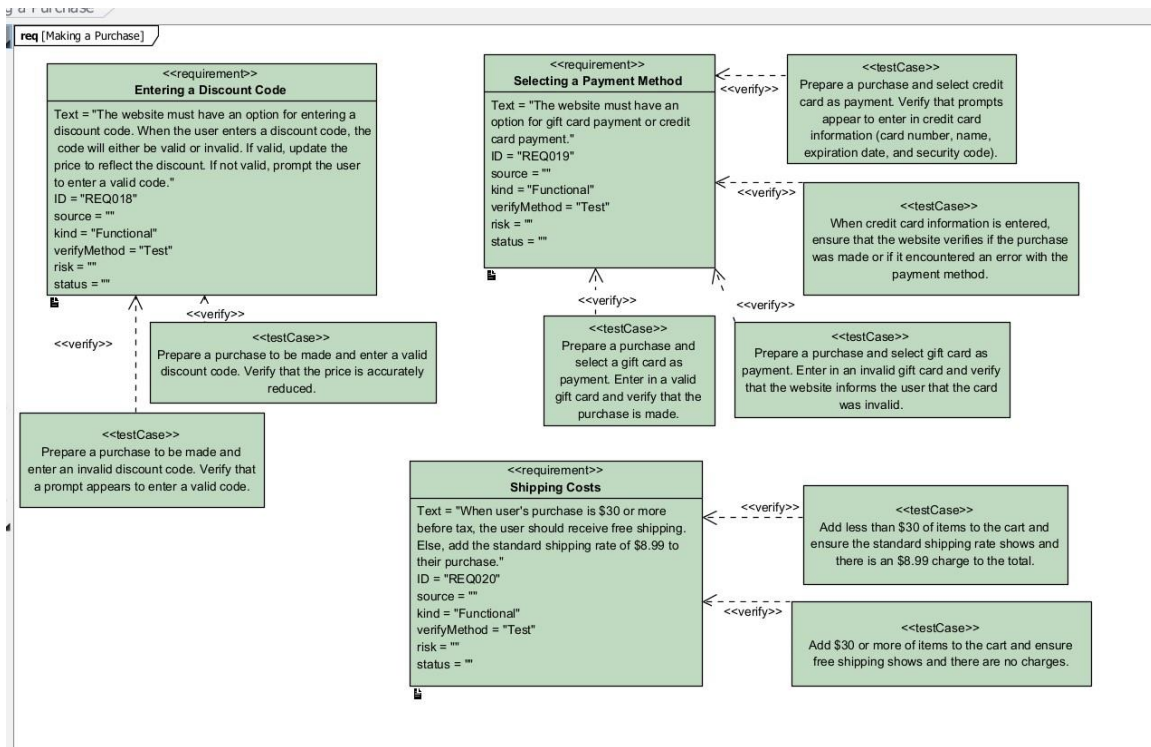 g a Purchase
req [Making a Purchase]
<<requirement>>
Entering a Discount Code
Text = "The website must have an option for entering a
discount code. When the user enters a discount code, the
code will either be valid or invalid. If valid, update the
price to reflect the discount. If not valid, prompt the user
to enter a valid code."
ID = "REQ018"
source = ""
kind = "Functional"
verifyMethod = "Test"
risk = ""
status = ""
<<verify>>
<<verify>>
<<testCase>>
Prepare a purchase to be made and enter a valid
discount code. Verify that the price is accurately
reduced.
<<testCase>>
Prepare a purchase to be made and
enter an invalid discount code. Verify that
a prompt appears to enter a valid code.
<<requirement>>
Selecting a Payment Method
Text = "The website must have an
option for gift card payment or credit
card payment."
ID = "REQ019"
source = ""
kind = "Functional"
verifyMethod = "Test"
risk = ""
status = ""
<<verify>>
<<testCase>>
Prepare a purchase and select credit
card as payment. Verify that prompts
appear to enter in credit card
information (card number, name,
expiration date, and security code).
<<verify>>
<<testCase>>
When credit card information is entered,
ensure that the website verifies if the purchase
was made or if it encountered an error with the
payment method.
<<verify>>
<<testCase>>
Prepare a purchase and
select a gift card as
payment. Enter in a valid
gift card and verify that the
purchase is made.
<<verify>>
<<testCase>>
Prepare a purchase and select gift card as
payment. Enter in an invalid gift card and verify
that the website informs the user that the card
was invalid.
<<requirement>>
Shipping Costs
Text = "When user's purchase is $30 or more
before tax, the user should receive free shipping.
Else, add the standard shipping rate of $8.99 to
their purchase."
ID = "REQ020"
source = ""
kind = "Functional"
verifyMethod = "Test"
risk = ""
status = ""
<<verify>>
<<testCase>>
Add less than $30 of items to the cart and
ensure the standard shipping rate shows and
there is an $8.99 charge to the total.
<<verify>>
<<testCase>>
Add $30 or more of items to the cart and ensure
free shipping shows and there are no charges.